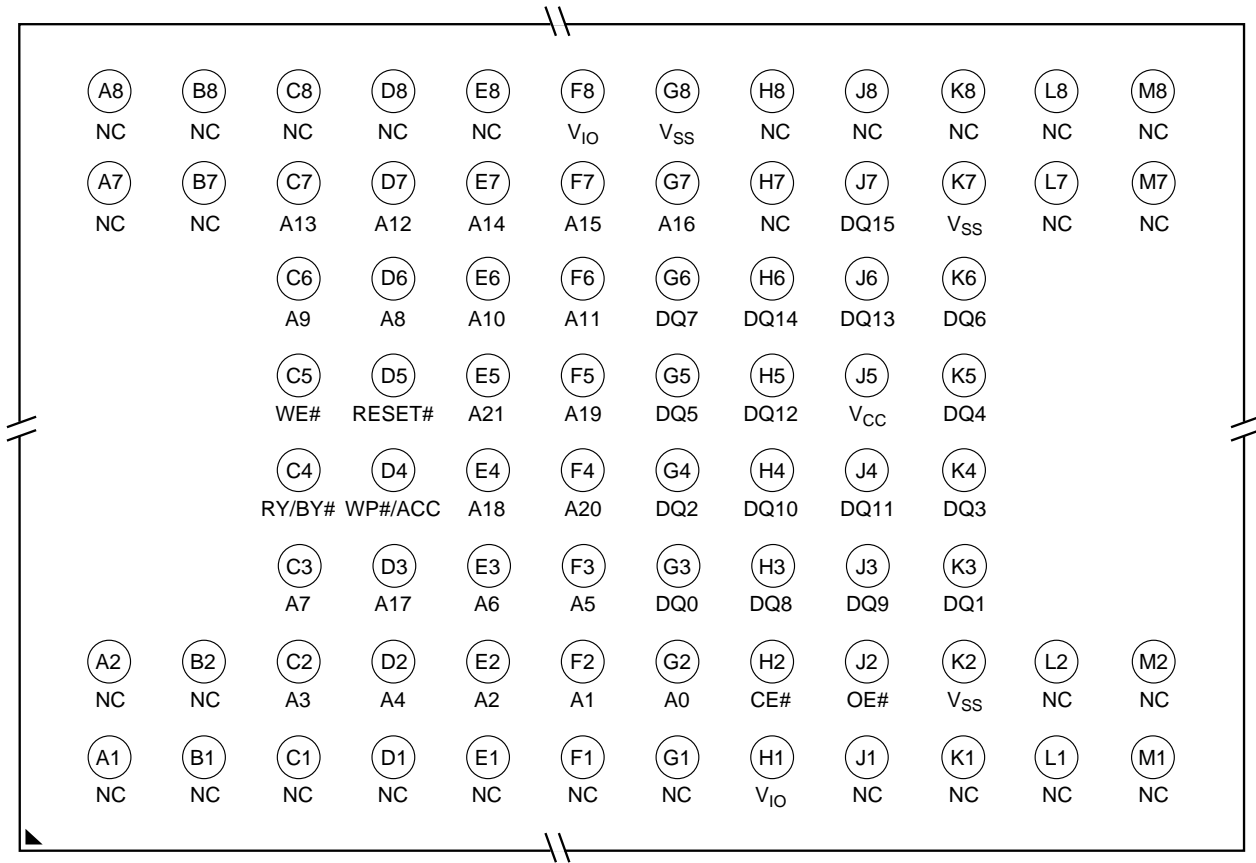 A8 B8 C8 D8 E8 F8 G8 H8 J8 K8 L8 M8
NC NC NC NC NC VIO VSS NC NC NC NC NC
A7 B7 C7 D7 E7 F7 G7 H7 J7 K7 L7 M7
NC NC A13 A12 A14 A15 A16 NC DQ15 VSS NC NC
C6 D6 E6 F6 G6 H6 J6 K6
A9 A8 A10 A11 DQ7 DQ14 DQ13 DQ6
C5 D5 E5 F5 G5 H5 J5 K5
WE# RESET# A21 A19 DQ5 DQ12 VCC DQ4
C4 D4 E4 F4 G4 H4 J4 K4
RY/BY# WP#/ACC A18 A20 DQ2 DQ10 DQ11 DQ3
C3 D3 E3 F3 G3 H3 J3 K3
A7 A17 A6 A5 DQ0 DQ8 DQ9 DQ1
A2 B2 C2 D2 E2 F2 G2 H2 J2 K2 L2 M2
NC NC A3 A4 A2 A1 A0 CE# OE# VSS NC NC
A1 B1 C1 D1 E1 F1 G1 H1 J1 K1 L1 M1
NC NC NC NC NC NC NC VIO NC NC NC NC